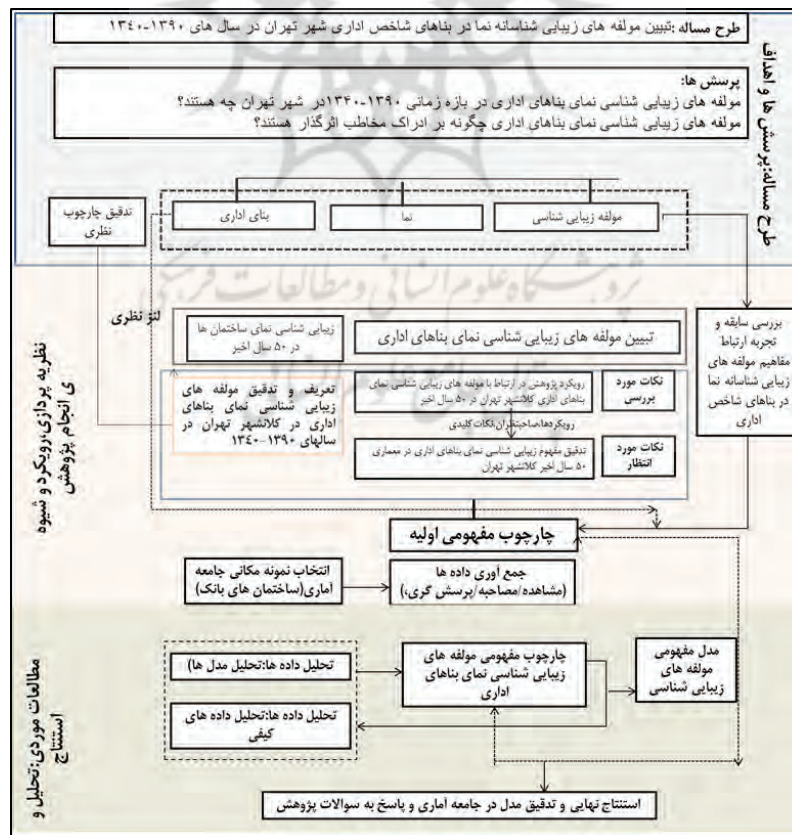 طرح مساله :تبیین مولفه های زیبایی شناسانه نما در بناهای شاخص اداری شهر تهران در سال های ۱۳۹۰-۱۳٤۰
پرسش ها:
مولفه های زیبایی شناسی نمای بناهای اداری در بازه زمانی ۱۳۹۰-۱۳۴۰در شهر تهران چه هستند؟
مولفه های زیبایی شناسی نمای بناهای اداری چگونه بر ادراک مخاطب اثرگذار هستند؟
طرح مساله:پرسش ها و اهداف
مولفه زیبایی شناسی
نما
بنای اداری
تدقیق چارچوب
نظری
پژوهشگاه علوم انسانی و مطالعات فرهنگی
لنز نظری
تبیین مولفه های زیبایی شناسی نمای بناهای اداری
زیبایی شناسی نمای ساختمان ها
در ۵۰ سال اخیر
بررسی سابقه و
تجربه ارتباط
مفاهیم مولفه های
زیبایی شناسانه نما
در بناهای شاخص
اداری
نکات مورد
بررسی
رویکرد پژوهش در ارتباط با مولفه های زیبایی شناسی نمای
بناهای اداری کلانشهر تهران در ۵۰ سال اخیر
رویکردها،صاحبنظران،نکات کلیدی
نکات مورد
انتظار
تدقیق مفهوم زیبایی شناسی نمای بناهای اداری در معماری
۵۰ سال اخیر کلانشهر تهران
تعریف و تدقیق مولفه های
زیبایی شناسی نمای بناهای
اداری در کلانشهر تهران در
سالهای ۱۳۹۰-۱۳٤۰
نظریه پردازی،رویکرد و شیوه
ی انجام پژوهش
چارچوب مفهومی اولیه
جمع آوری داده ها
(مشاهده/مصاحبه/پرسش گری،)
انتخاب نمونه مکانی جامعه
آماری(ساختمان های بانک)
مطالعات موردی:تحلیل و
استنتاج
مدل مفهومی
مولفه های
زیبایی شناسی
چارچوب مفهومی مولفه های
زیبایی شناسی نمای بناهای
اداری
تحلیل داده ها:تحلیل مدل ها)
تحلیل داده ها:تحلیل داده های
کیفی
استنتاج نهایی و تدقیق مدل در جامعه آماری و پاسخ به سوالات پژوهش